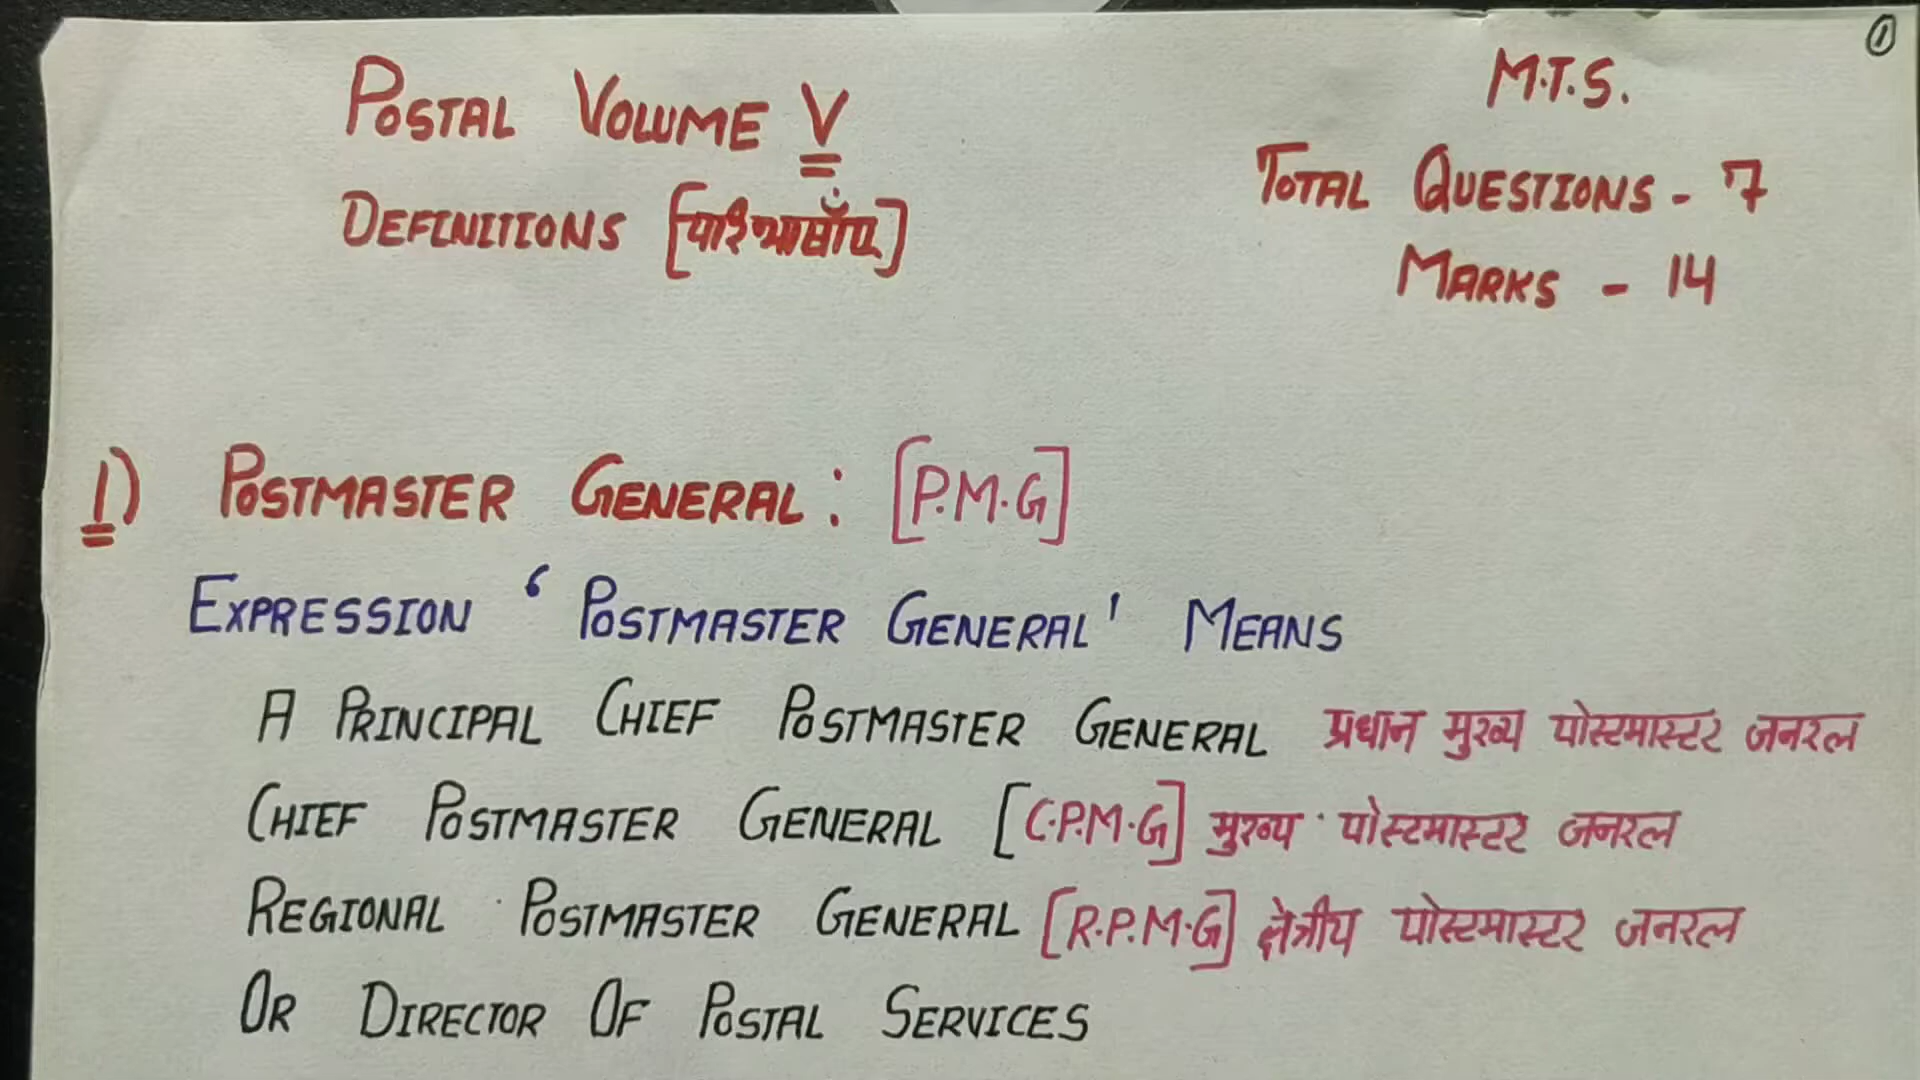 ①
POSTAL VOLUME V
DEFINITIONS [परिभाषाएँ]
M.T.S.
TOTAL QUESTIONS - 7
MARKS - 14
1) POSTMASTER GENERAL: [P.M.G]
EXPRESSION ‘POSTMASTER GENERAL' MEANS
A PRINCIPAL CHIEF POSTMASTER GENERAL प्रधान मुख्य पोस्टमास्टर जनरल
CHIEF POSTMASTER GENERAL [C.P.M.G] मुख्य पोस्टमास्टर जनरल
REGIONAL POSTMASTER GENERAL [R.P.M.G] क्षेत्रीय पोस्टमास्टर जनरल
OR DIRECTOR OF POSTAL SERVICES